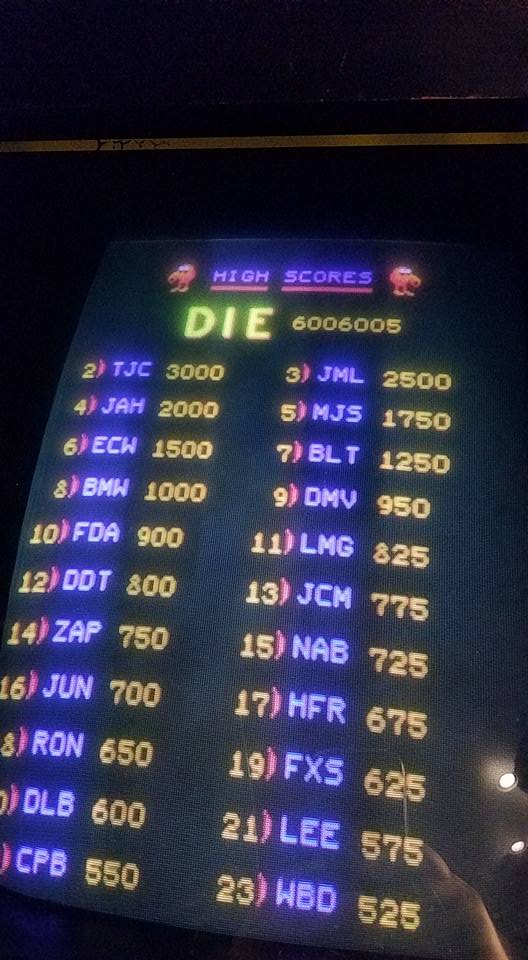 HIGH SCORES
DIE 6006005
2) TJC 3000 3) JML 2500
4) JAH 2000 5) MJS 1750
6) ECW 1500 7) BLT 1250
8) BMW 1000 9) DMV 950
10) FDA 900 11) LMG 825
12) DDT 800 13) JCM 775
14) ZAP 750 15) NAB 725
16) JUN 700 17) HFR 675
8) RON 650 19) FXS 625
0) DLB 600 21) LEE 575
) CPB 550 23) WBD 525